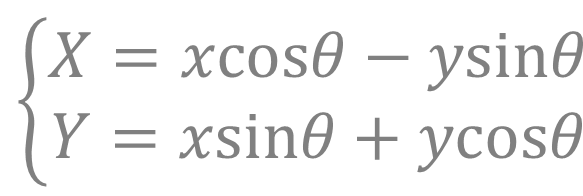 X = xcosθ − ysinθ
Y = xsinθ + ycosθ